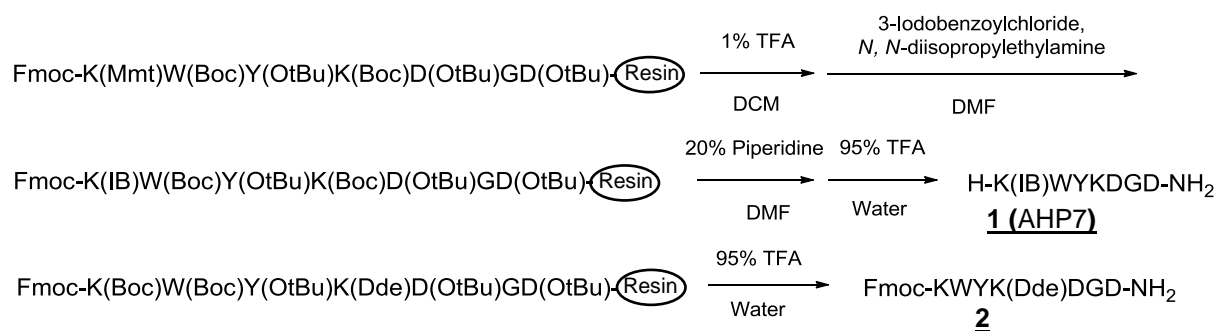 1% TFA
3-Iodobenzoylchloride,
N, N-diisopropylethylamine
Fmoc-K(Mmt)W(Boc)Y(OtBu)K(Boc)D(OtBu)GD(OtBu)-Resin
DCM
DMF
20% Piperidine
95% TFA
Fmoc-K(IB)W(Boc)Y(OtBu)K(Boc)D(OtBu)GD(OtBu)-Resin
H-K(IB)WYKDGD-NH2
DMF
Water
1 (AHP7)
95% TFA
Fmoc-K(Boc)W(Boc)Y(OtBu)K(Dde)D(OtBu)GD(OtBu)-Resin
Fmoc-KWYK(Dde)DGD-NH2
Water
2